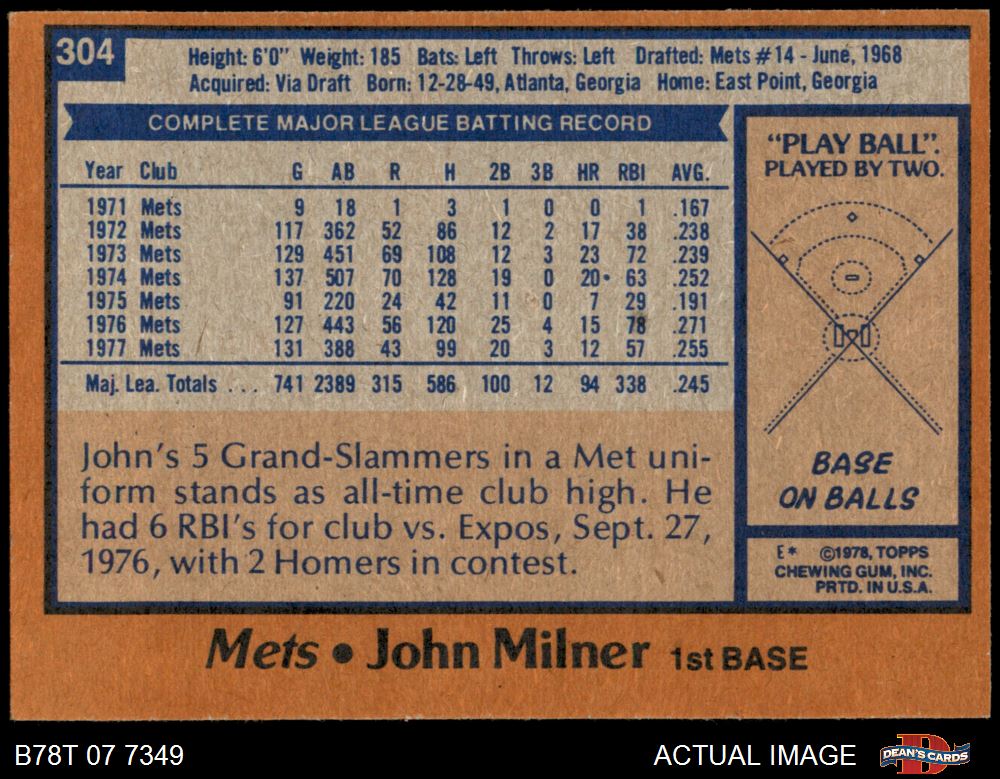 304
Height: 6'0" Weight: 185 Bats: Left Throws: Left Drafted: Mets #14 - June, 1968
Acquired: Via Draft Born: 12-28-49, Atlanta, Georgia Home: East Point, Georgia
COMPLETE MAJOR LEAGUE BATTING RECORD
Year Club G AB R H 2B 3B HR RBI AVG.
1971 Mets 9 18 1 3 1 0 0 1 .167
1972 Mets 117 362 52 86 12 2 17 38 .238
1973 Mets 129 451 69 108 12 3 23 72 .239
1974 Mets 137 507 70 128 19 0 20• 63 .252
1975 Mets 91 220 24 42 11 0 7 29 .191
1976 Mets 127 443 56 120 25 4 15 78 .271
1977 Mets 131 388 43 99 20 3 12 57 .255
Maj. Lea. Totals . . . 741 2389 315 586 100 12 94 338 .245
John's 5 Grand-Slammers in a Met uni-
form stands as all-time club high. He
had 6 RBI's for club vs. Expos, Sept. 27,
1976, with 2 Homers in contest.
"PLAY BALL".
PLAYED BY TWO.
BASE
ON BALLS
E* ©1978, TOPPS
CHEWING GUM, INC.
PRTD. IN U.S.A.
Mets • John Milner 1st BASE
B78T 07 7349
ACTUAL IMAGE
DEAN'S CARDS